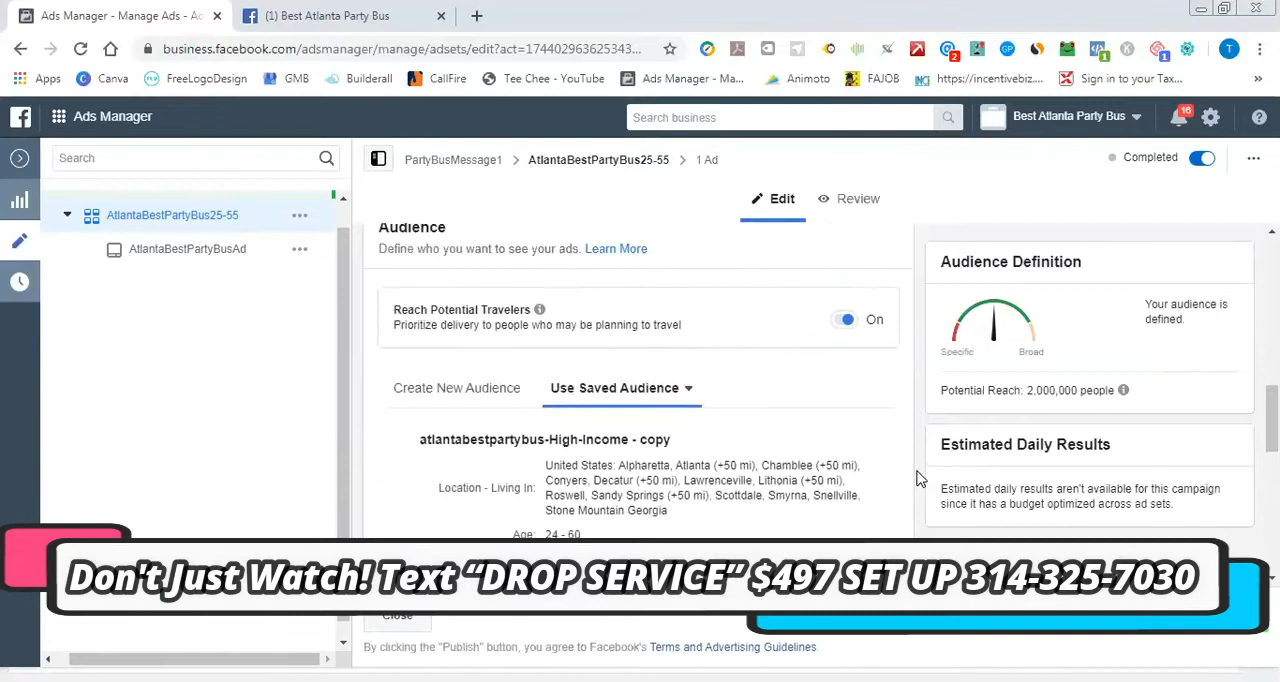 Ads Manager - Manage Ads - Ac
(1) Best Atlanta Party Bus
business.facebook.com/adsmanager/manage/adsets/edit?act=174402963625343...
Apps
Canva
FreeLogoDesign
GMB
Builderall
CallFire
Tee Chee - YouTube
Ads Manager - Ma...
Animoto
FAJOB
https://incentivebiz....
Sign in to your Tax...
Ads Manager
Search business
Best Atlanta Party Bus
16
Search
PartyBusMessage1
AtlantaBestPartyBus25-55
1 Ad
Completed
AtlantaBestPartyBus25-55
AtlantaBestPartyBusAd
Edit
Review
Audience
Define who you want to see your ads. Learn More
Reach Potential Travelers
Prioritize delivery to people who may be planning to travel
On
Create New Audience
Use Saved Audience
atlantabestpartybus-High-Income - copy
Location - Living In:
United States: Alpharetta, Atlanta (+50 mi), Chamblee (+50 mi),
Conyers, Decatur (+50 mi), Lawrenceville, Lithonia (+50 mi),
Roswell, Sandy Springs (+50 mi), Scottdale, Smyrna, Snellville,
Stone Mountain Georgia
Age:
24 - 60
Audience Definition
Your audience is
defined.
Specific
Broad
Potential Reach: 2,000,000 people
Estimated Daily Results
Estimated daily results aren't available for this campaign
since it has a budget optimized across ad sets.
Don't Just Watch! Text “DROP SERVICE” $497 SET UP 314-325-7030
Close
By clicking the "Publish" button, you agree to Facebook's Terms and Advertising Guidelines.